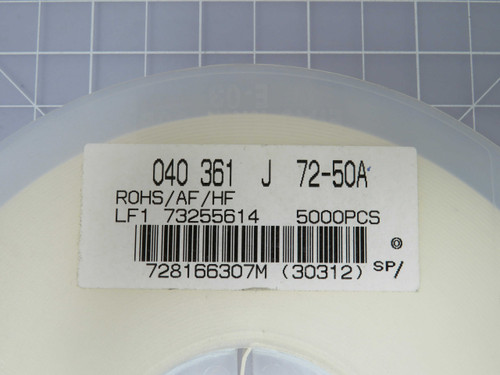 040 361 J 72-50A
ROHS/AF/HF
LF1 73255614 5000PCS
728166307M (30312) SP/